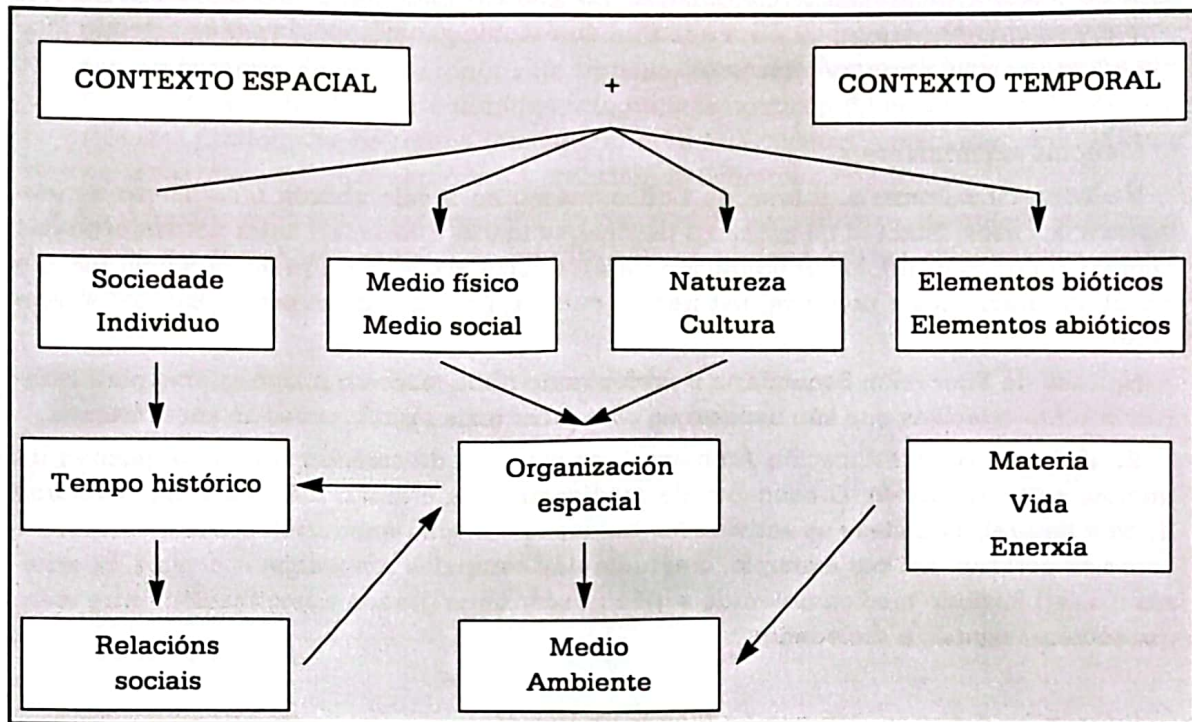 CONTEXTO ESPACIAL
+
CONTEXTO TEMPORAL
Sociedade
Individuo
Medio físico
Medio social
Natureza
Cultura
Elementos bióticos
Elementos abióticos
Tempo histórico
Organización
espacial
Materia
Vida
Enerxía
Relacións
sociais
Medio
Ambiente